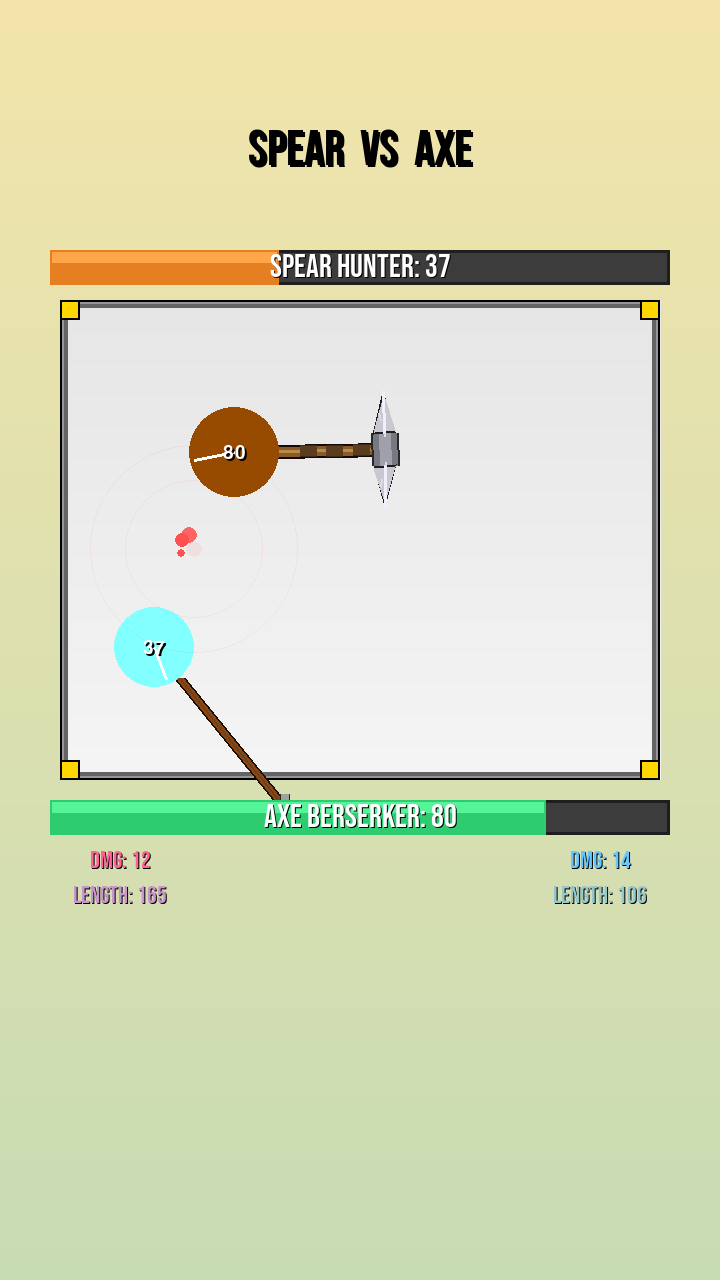 SPEAR VS AXE
SPEAR HUNTER: 37
80
37
AXE BERSERKER: 80
DMG: 12
DMG: 14
LENGTH: 165
LENGTH: 106